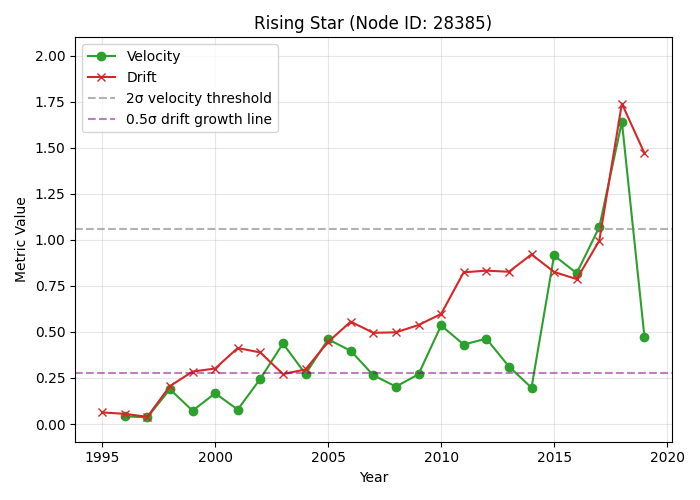 Rising Star (Node ID: 28385)
Velocity
Drift
2σ velocity threshold
0.5σ drift growth line
Metric Value
2.00
1.75
1.50
1.25
1.00
0.75
0.50
0.25
0.00
1995 2000 2005 2010 2015 2020
Year